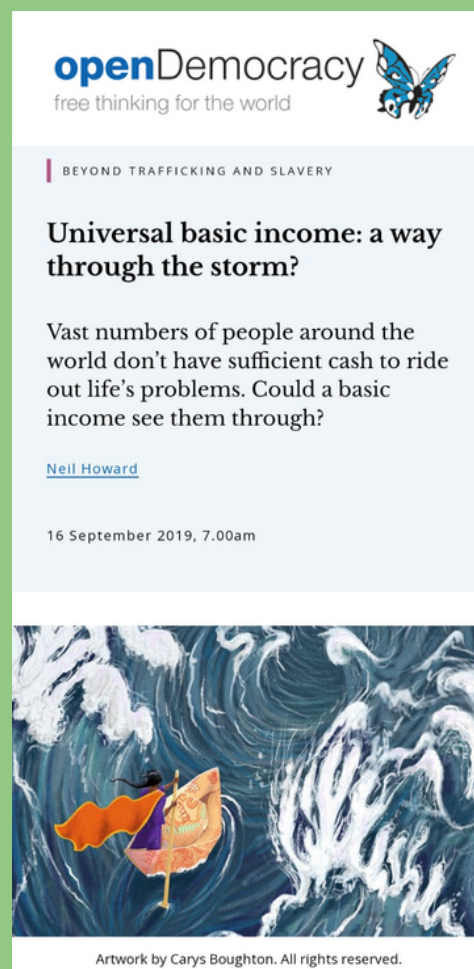 openDemocracy
free thinking for the world
BEYOND TRAFFICKING AND SLAVERY
Universal basic income: a way
through the storm?
Vast numbers of people around the
world don’t have sufficient cash to ride
out life’s problems. Could a basic
income see them through?
Neil Howard
16 September 2019, 7.00am
Artwork by Carys Boughton. All rights reserved.